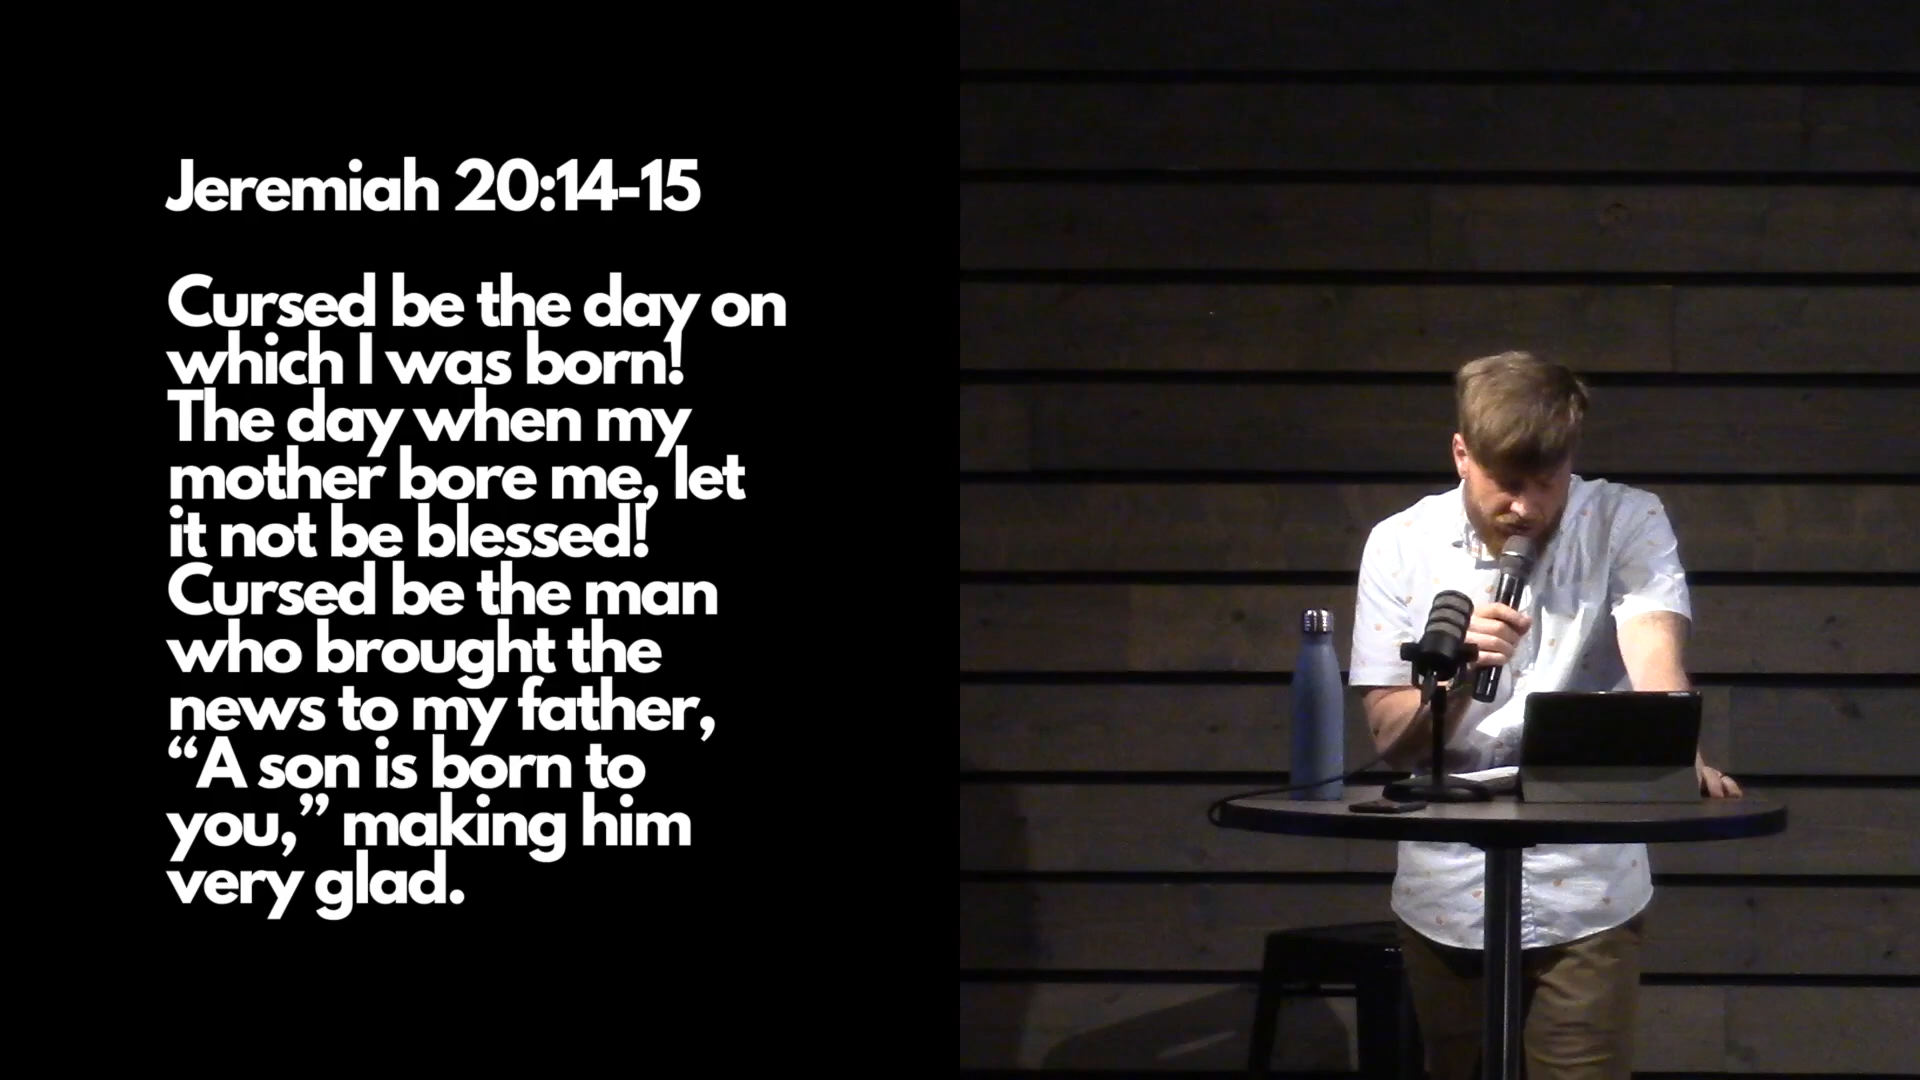 Jeremiah 20:14-15
Cursed be the day on
which I was born!
The day when my
mother bore me, let
it not be blessed!
Cursed be the man
who brought the
news to my father,
“A son is born to
you,” making him
very glad.